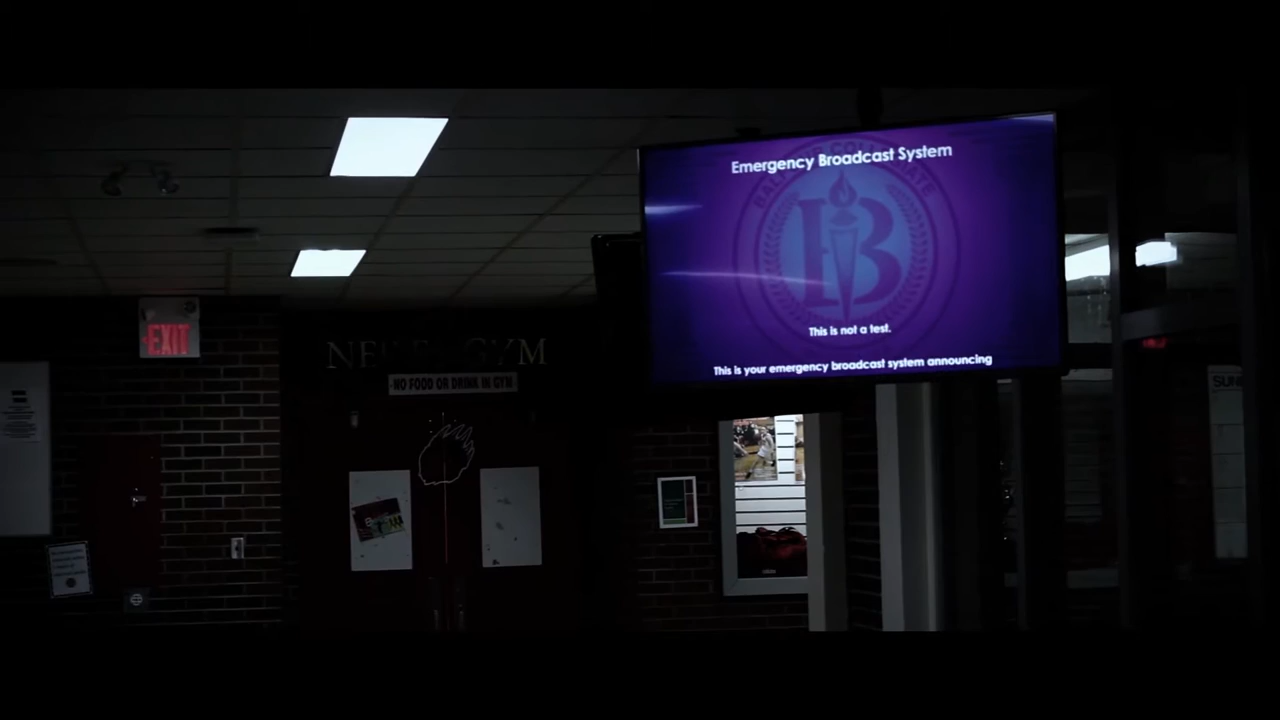 Emergency Broadcast System
B
This is not a test.
This is your emergency broadcast system announcing
EXIT
GYM
NO FOOD OR DRINK IN GYM